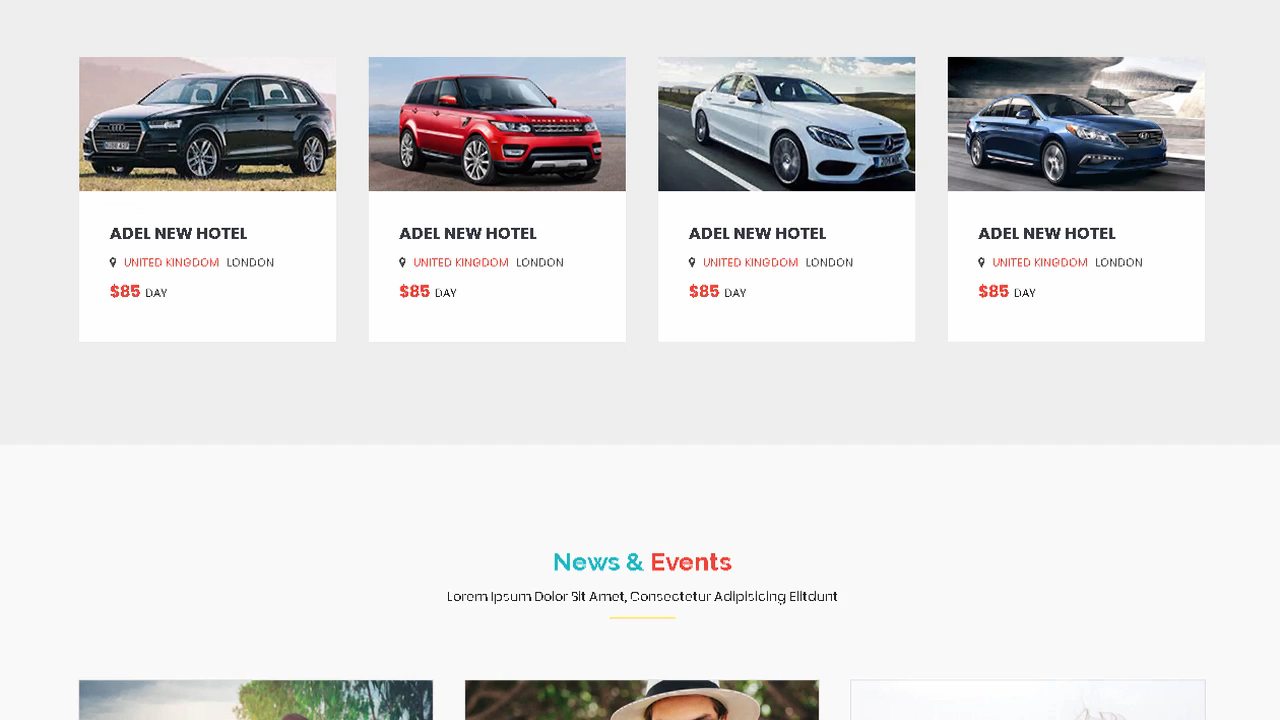 ADEL NEW HOTEL
UNITED KINGDOM LONDON
$85 DAY
ADEL NEW HOTEL
UNITED KINGDOM LONDON
$85 DAY
ADEL NEW HOTEL
UNITED KINGDOM LONDON
$85 DAY
ADEL NEW HOTEL
UNITED KINGDOM LONDON
$85 DAY
News & Events
Lorem Ipsum Dolor Sit Amet, Consectetur Adipisicing Elitdunt